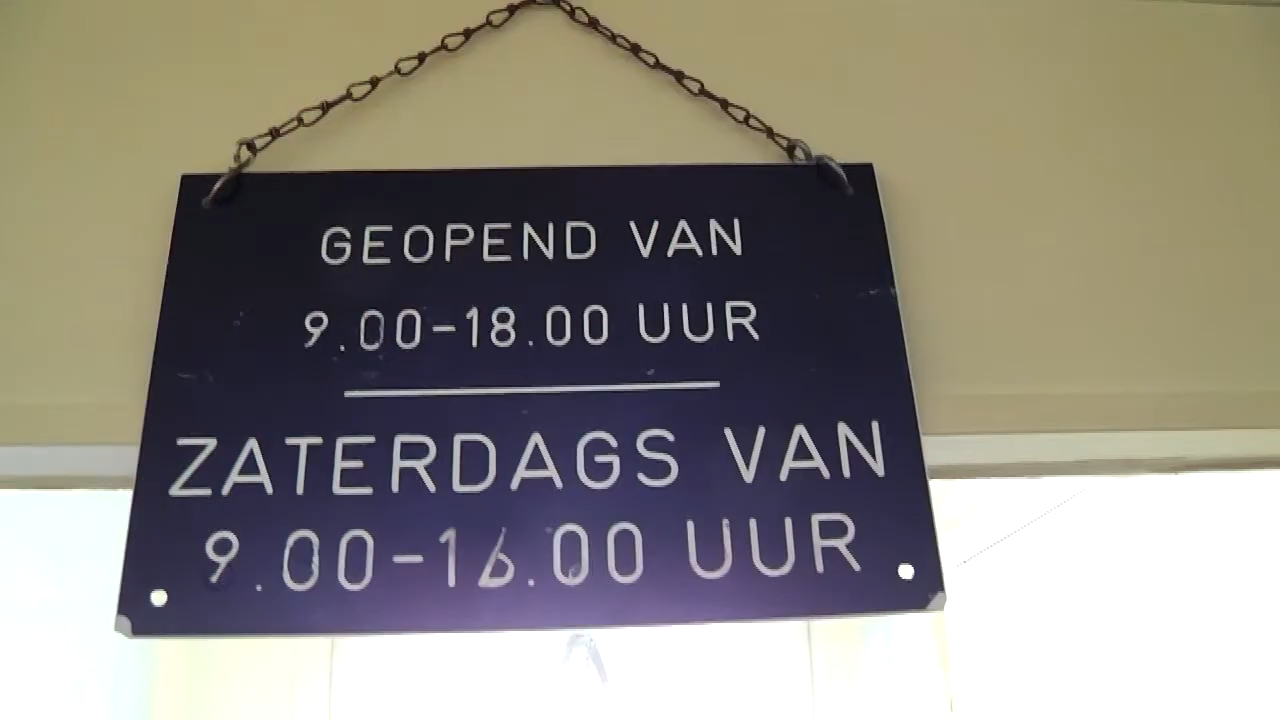 GEOPEND VAN
9.00-18.00 UUR
ZATERDAGS VAN
9.00-16.00 UUR